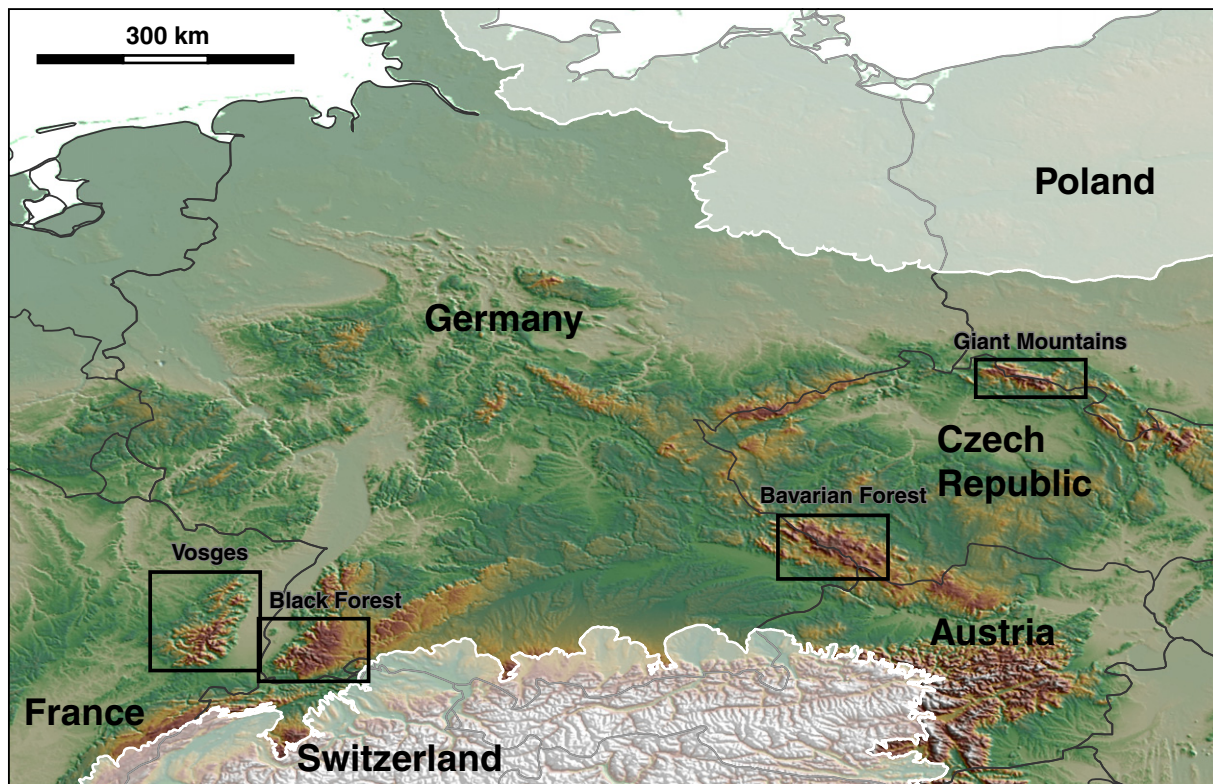 300 km
Poland
Germany
Giant Mountains
Czech
Republic
Bavarian Forest
Vosges
Black Forest
Austria
France
Switzerland